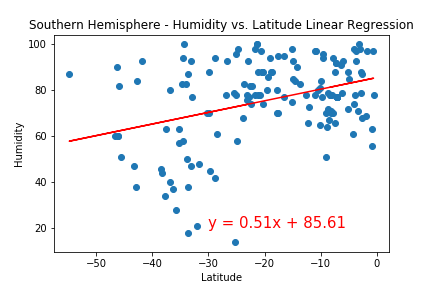 Southern Hemisphere - Humidity vs. Latitude Linear Regression
100
80
60
40
20
Humidity
y = 0.51x + 85.61
−50
−40
−30
−20
−10
0
Latitude